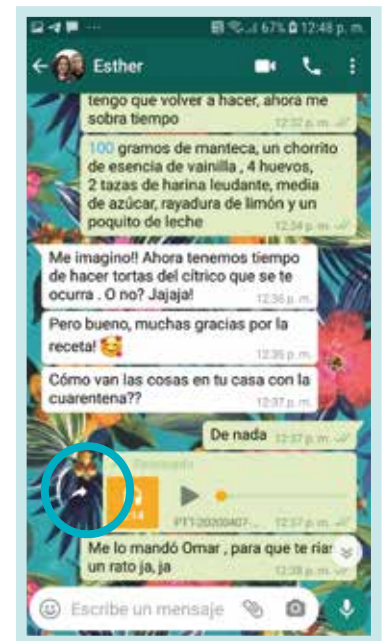 67% 12:48 p. m.
Esther
tengo que volver a hacer, ahora me
sobra tiempo
12:32 p. m.
100 gramos de manteca, un chorrito
de esencia de vainilla , 4 huevos,
2 tazas de harina leudante, media
de azúcar, rayadura de limón y un
poquito de leche
12:34 p. m.
Me imagino!! Ahora tenemos tiempo
de hacer tortas del cítrico que se te
ocurra . O no? Jajaja!
12:36 p. m.
Pero bueno, muchas gracias por la
receta!
12:36 p. m.
Cómo van las cosas en tu casa con la
cuarentena??
12:37 p. m.
De nada 12:37 p. m.
Reenviado
PTT-20200407-... 12:37 p. m.
Me lo mandó Omar , para que te rias
un rato ja, ja
12:38 p. m.
Escribe un mensaje